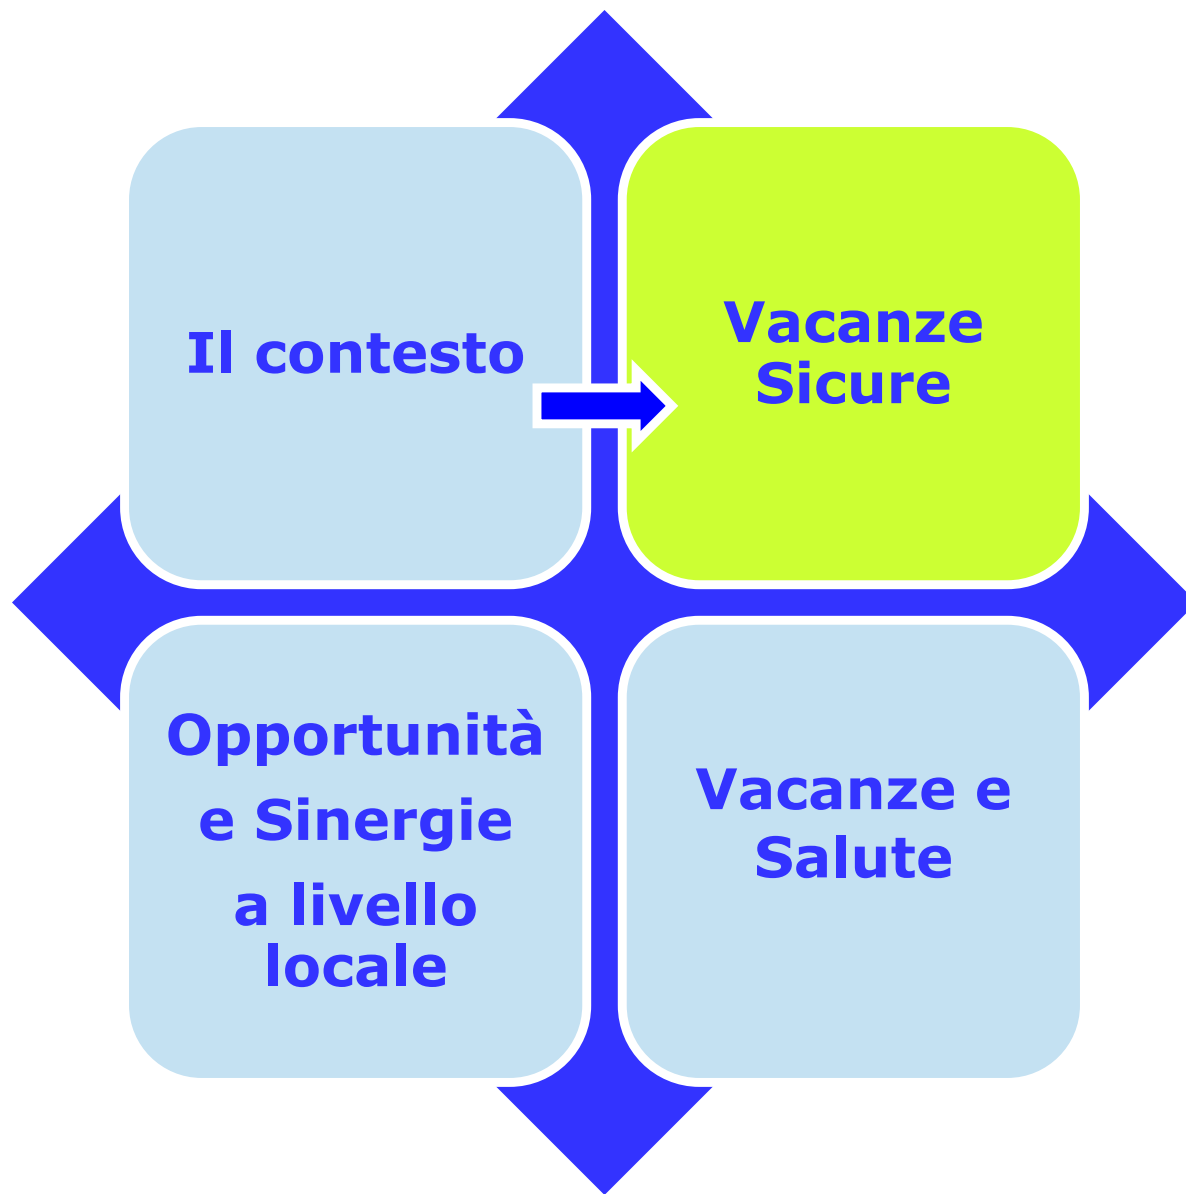 Il contesto
Vacanze
Sicure
Opportunità
e Sinergie
a livello
locale
Vacanze e
Salute